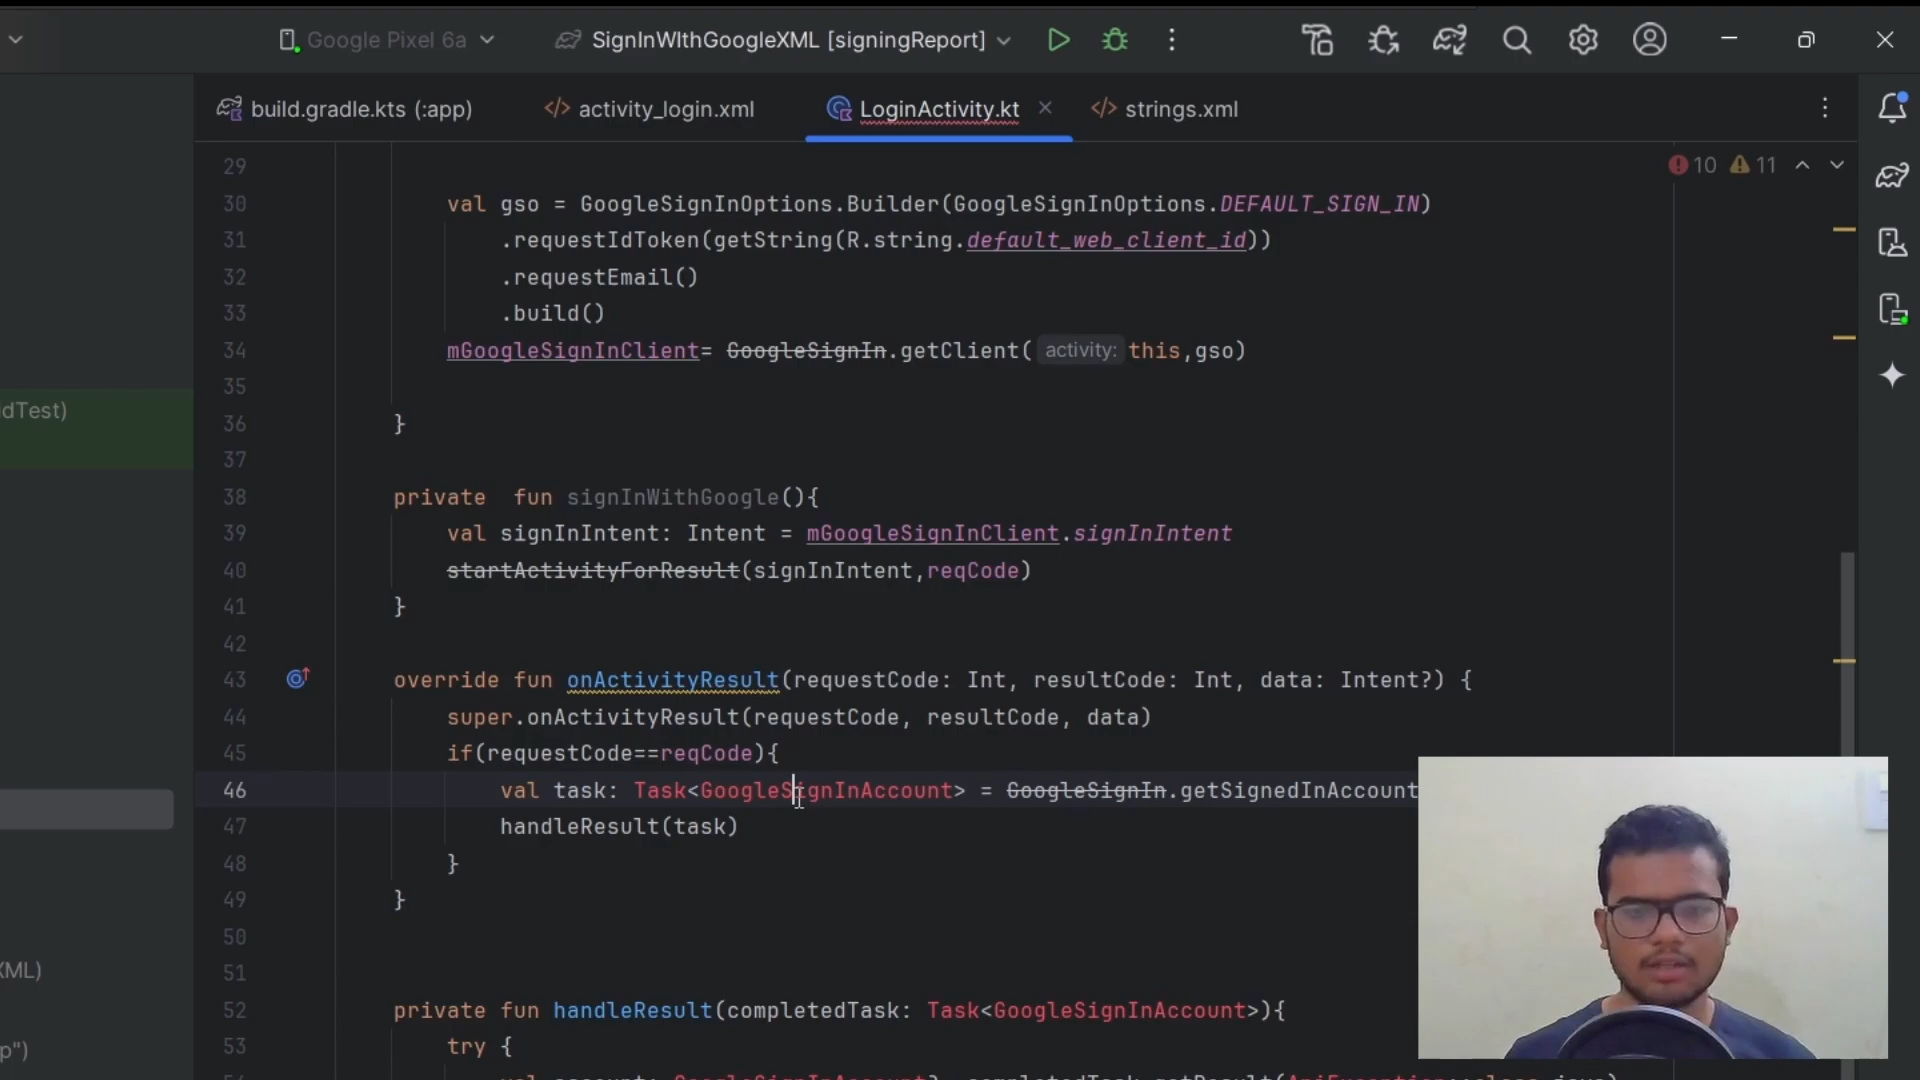 Google Pixel 6a
SignInWIthGoogleXML [signingReport]
build.gradle.kts (:app)
activity_login.xml
LoginActivity.kt
strings.xml
10 11
29
30 val gso = GoogleSignInOptions.Builder(GoogleSignInOptions.DEFAULT_SIGN_IN)
31 .requestIdToken(getString(R.string.default_web_client_id))
32 .requestEmail()
33 .build()
34 mGoogleSignInClient= GoogleSignIn.getClient( activity: this,gso)
35
36 }
37
38 private fun signInWithGoogle(){
39 val signInIntent: Intent = mGoogleSignInClient.signInIntent
40 startActivityForResult(signInIntent,reqCode)
41 }
42
43 override fun onActivityResult(requestCode: Int, resultCode: Int, data: Intent?) {
44 super.onActivityResult(requestCode, resultCode, data)
45 if(requestCode==reqCode){
46 val task: Task<GoogleSignInAccount> = GoogleSignIn.getSignedInAccount
47 handleResult(task)
48 }
49 }
50
51
52 private fun handleResult(completedTask: Task<GoogleSignInAccount>){
53 try {
dTest)
XML)
p")